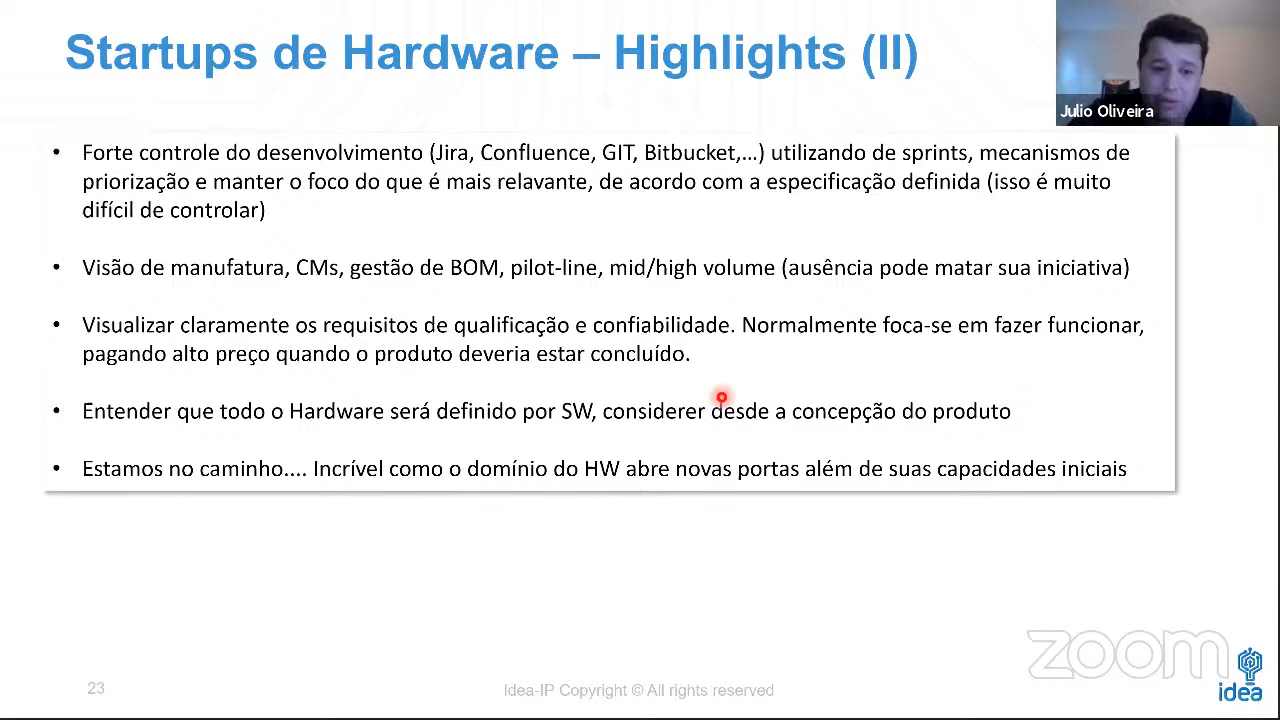 Startups de Hardware – Highlights (II)
Julio Oliveira
• Forte controle do desenvolvimento (Jira, Confluence, GIT, Bitbucket,...) utilizando de sprints, mecanismos de
priorização e manter o foco do que é mais relavante, de acordo com a especificação definida (isso é muito
difícil de controlar)
• Visão de manufatura, CMs, gestão de BOM, pilot-line, mid/high volume (ausência pode matar sua iniciativa)
• Visualizar claramente os requisitos de qualificação e confiabilidade. Normalmente foca-se em fazer funcionar,
pagando alto preço quando o produto deveria estar concluído.
• Entender que todo o Hardware será definido por SW, considerer desde a concepção do produto
• Estamos no caminho.... Incrível como o domínio do HW abre novas portas além de suas capacidades iniciais
zoom
idea
23
Idea-IP Copyright © All rights reserved